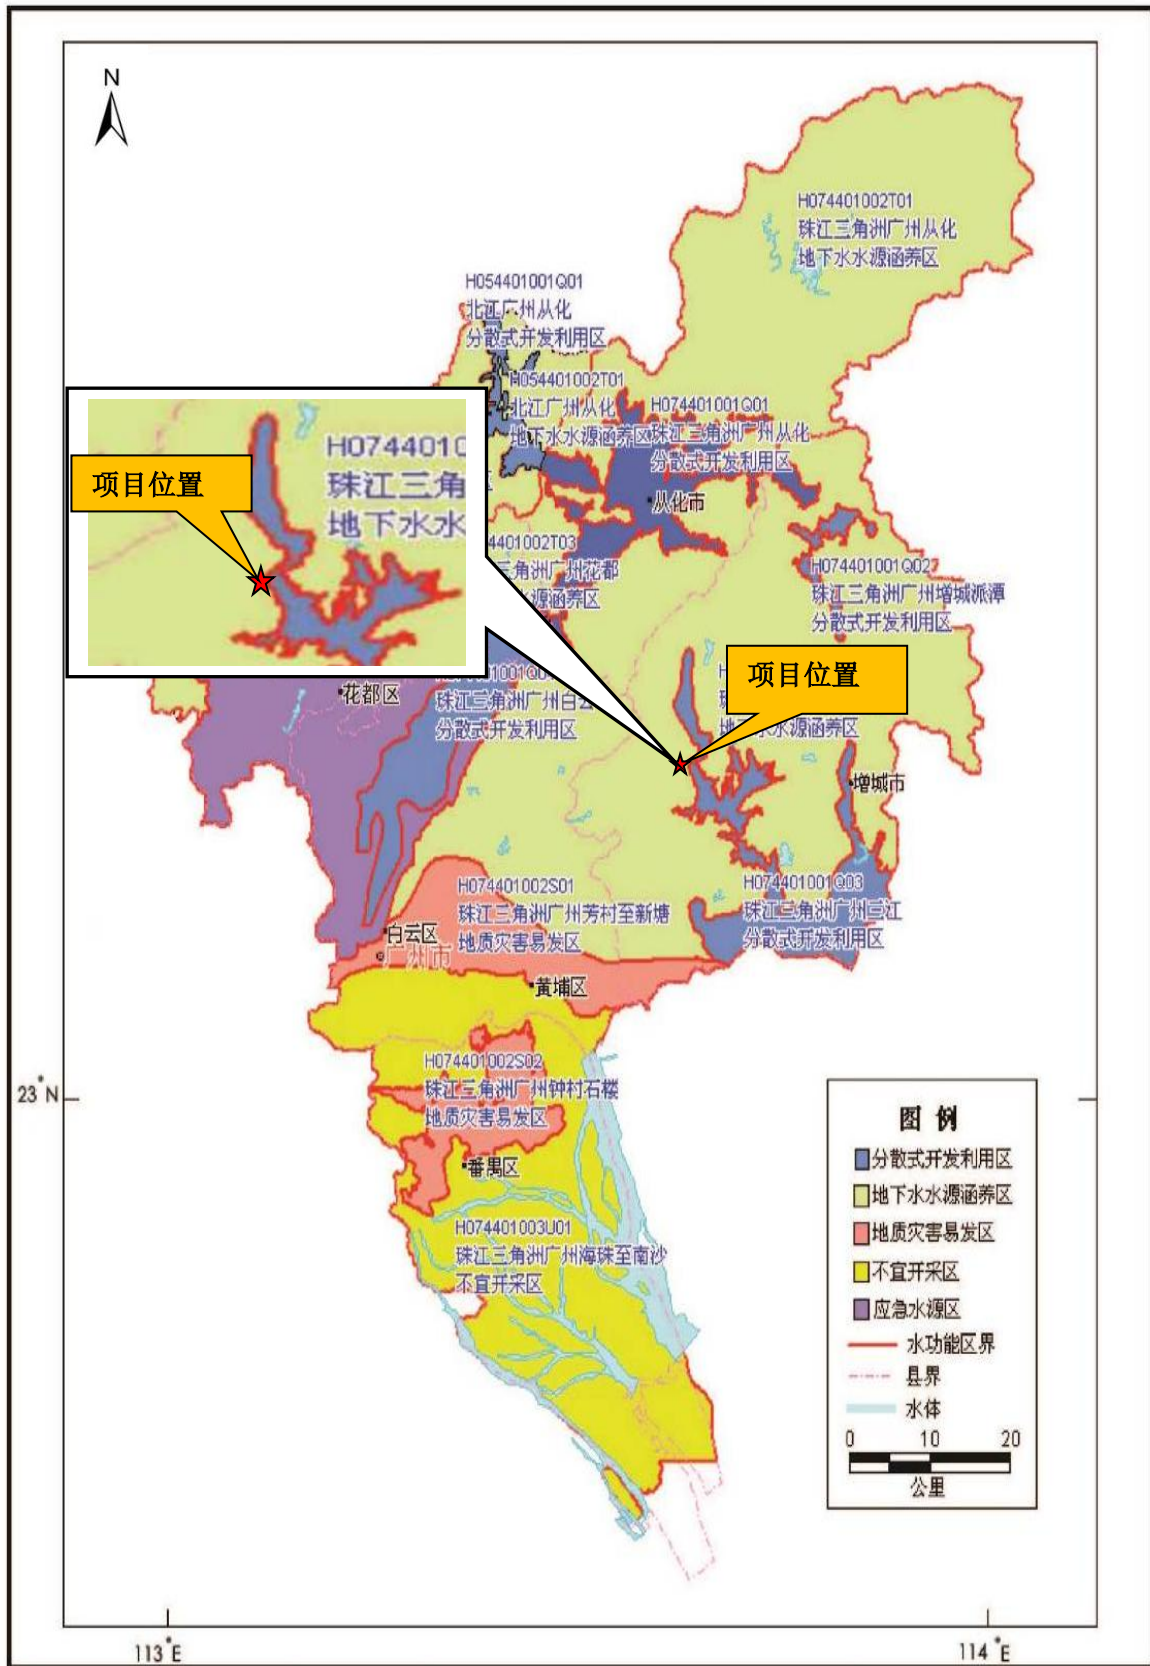 N
H074401002T01
珠江三角洲广州从化
地下水水源涵养区
H054401001Q01
北江广州从化
分散式开发利用区
H054401002T01
北江广州从化
地下水水源涵养区
H074401001Q01
珠江三角洲广州从化
分散式开发利用区
从化市
H0744010
珠江三角
地下水水
项目位置
4401002T03
三角洲广州花都
水源涵养区
H074401001Q02
珠江三角洲广州增城派潭
分散式开发利用区
项目位置
地下水水源涵养区
花都区
珠江三角洲广州白云
分散式开发利用区
增城市
H074401002S01
珠江三角洲广州芳村至新塘
地质灾害易发区
H074401001Q03
珠江三角洲广州三江
分散式开发利用区
白云区
广州市
黄埔区
H074401002S02
珠江三角洲广州钟村石楼
地质灾害易发区
23°N
番禺区
H074401003U01
珠江三角洲广州海珠至南沙
不宜开采区
图 例
分散式开发利用区
地下水水源涵养区
地质灾害易发区
不宜开采区
应急水源区
水功能区界
县界
水体
0 10 20
公里
113°E
114°E